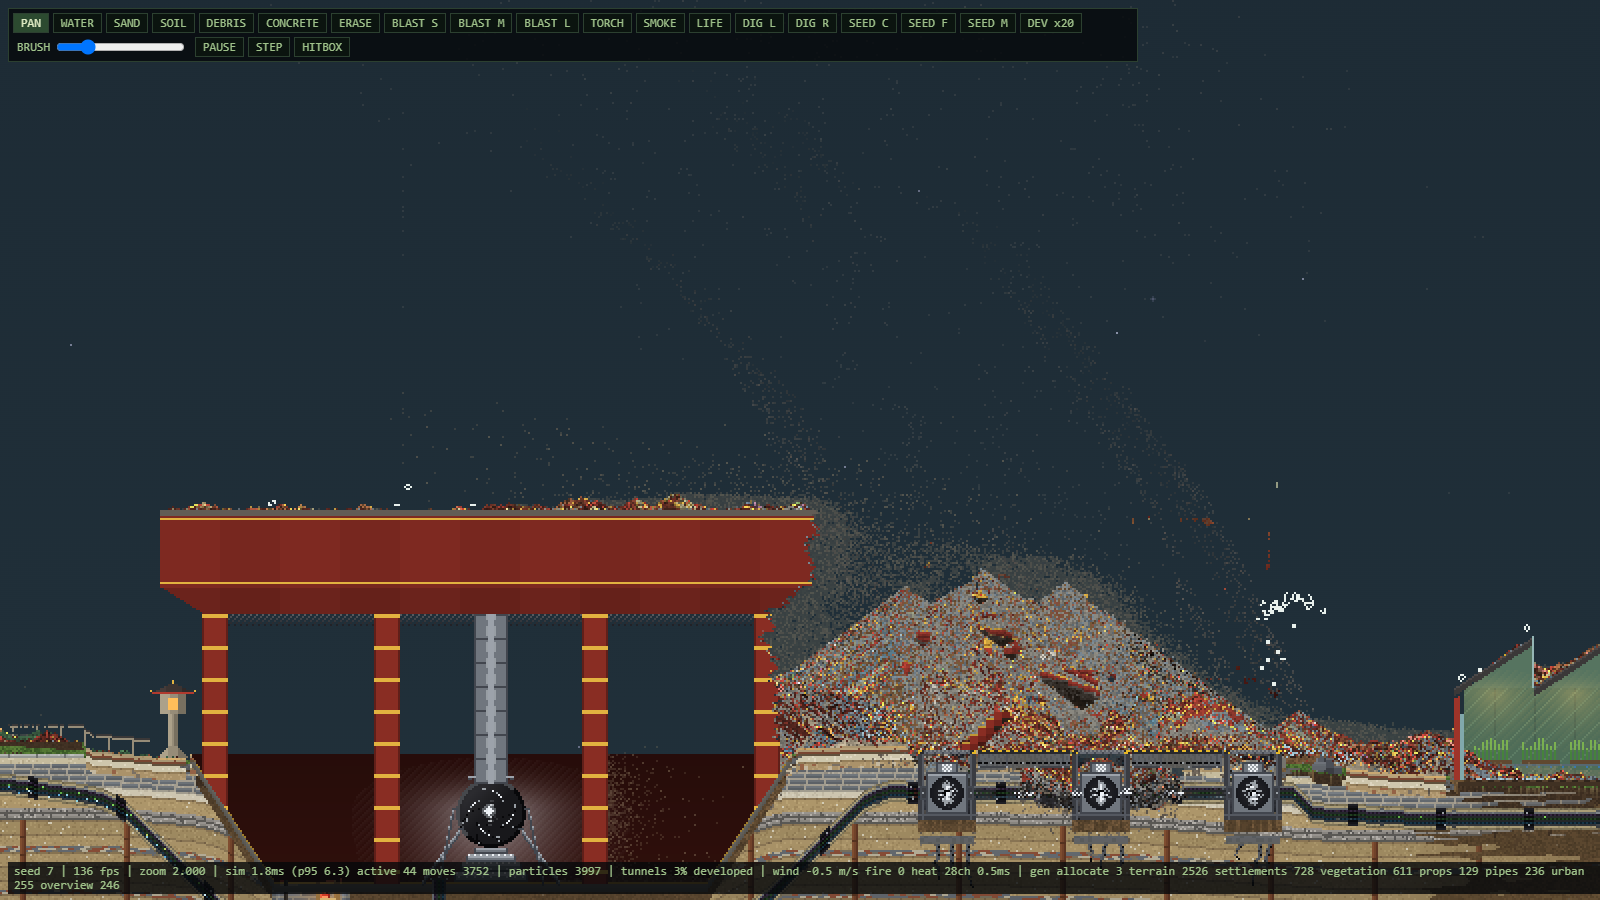 PAN WATER SAND SOIL DEBRIS CONCRETE ERASE BLAST S BLAST M BLAST L TORCH SMOKE LIFE DIG L DIG R SEED C SEED F SEED M DEV x20
BRUSH PAUSE STEP HITBOX
seed 7 | 136 fps | zoom 2.000 | sim 1.8ms (p95 6.3) active 44 moves 3752 | particles 3997 | tunnels 3% developed | wind -0.5 m/s fire 0 heat 28ch 0.5ms | gen allocate 3 terrain 2526 settlements 728 vegetation 611 props 129 pipes 236 urban
255 overview 246